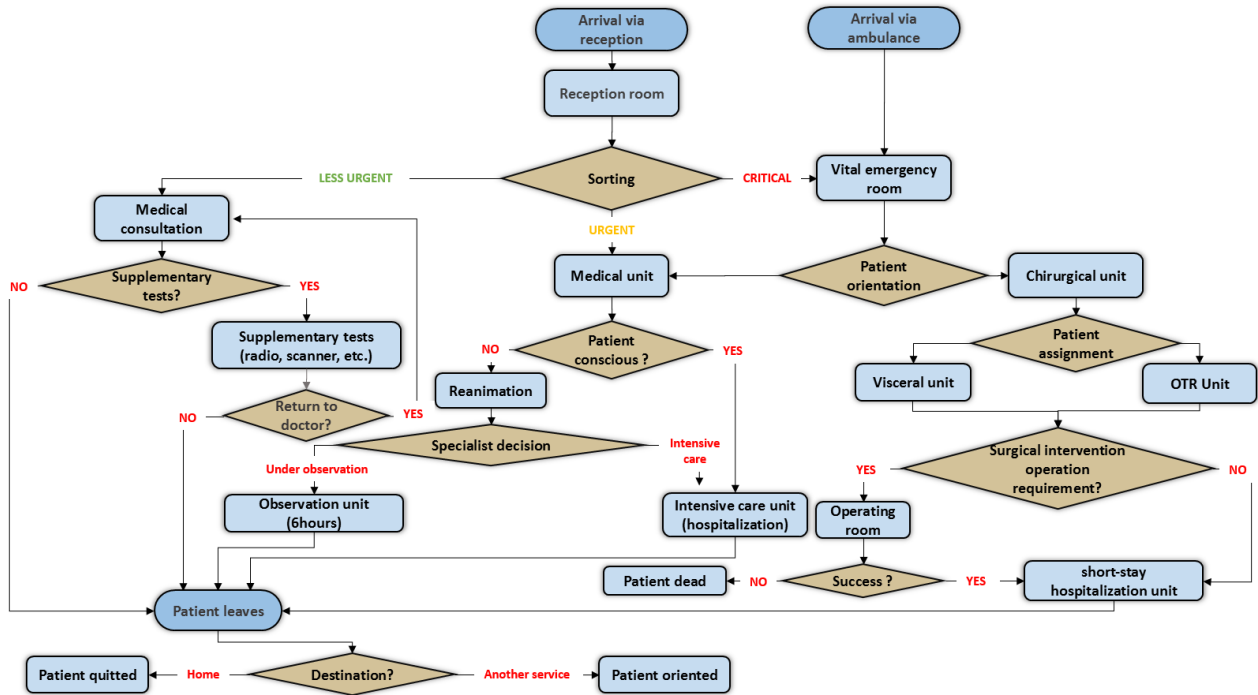 Arrival via
reception
Arrival via
ambulance
Reception room
LESS URGENT
Sorting
CRITICAL
Vital emergency
room
Medical
consultation
URGENT
Medical unit
Patient
orientation
Chirurgical unit
NO
Supplementary
tests?
YES
Supplementary tests
(radio, scanner, etc.)
NO
Patient
conscious ?
YES
Patient
assignment
Reanimation
Visceral unit
OTR Unit
NO
Return to
doctor?
YES
Specialist decision
Under observation
Intensive
care
Surgical intervention
operation
requirement?
YES
NO
Observation unit
(6hours)
Intensive care unit
(hospitalization)
Operating
room
Patient dead
NO
Success ?
YES
short-stay
hospitalization unit
Patient leaves
Patient quitted
Home
Destination?
Another service
Patient oriented